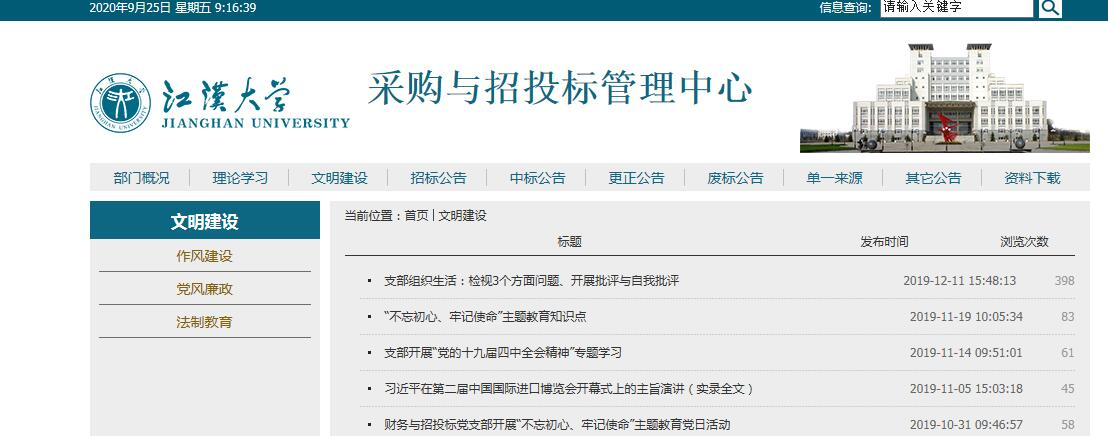 2020年9月25日 星期五 9:16:39 信息查询: 请输入关键字
江汉大学 采购与招投标管理中心
JIANGHAN UNIVERSITY
部门概况 理论学习 文明建设 招标公告 中标公告 更正公告 废标公告 单一来源 其它公告 资料下载
文明建设
作风建设
党风廉政
法制教育
当前位置：首页 | 文明建设
标题 发布时间 浏览次数
支部组织生活：检视3个方面问题、开展批评与自我批评 2019-12-11 15:48:13 398
“不忘初心、牢记使命”主题教育知识点 2019-11-19 10:05:34 83
支部开展“党的十九届四中全会精神”专题学习 2019-11-14 09:51:01 61
习近平在第二届中国国际进口博览会开幕式上的主旨演讲（实录全文） 2019-11-05 15:03:18 45
财务与招投标党支部开展“不忘初心、牢记使命”主题教育党日活动 2019-10-31 09:46:57 58